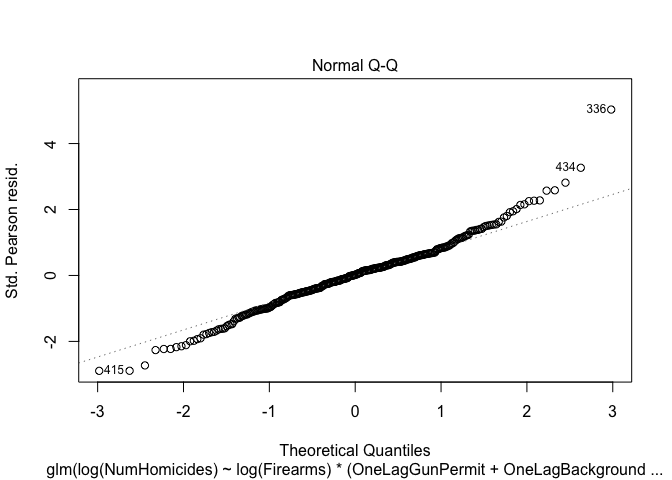 Normal Q-Q
336
434
415
Std. Pearson resid.
4
2
0
-2
-3 -2 -1 0 1 2 3
Theoretical Quantiles
glm(log(NumHomicides) ~ log(Firearms) * (OneLagGunPermit + OneLagBackground ...